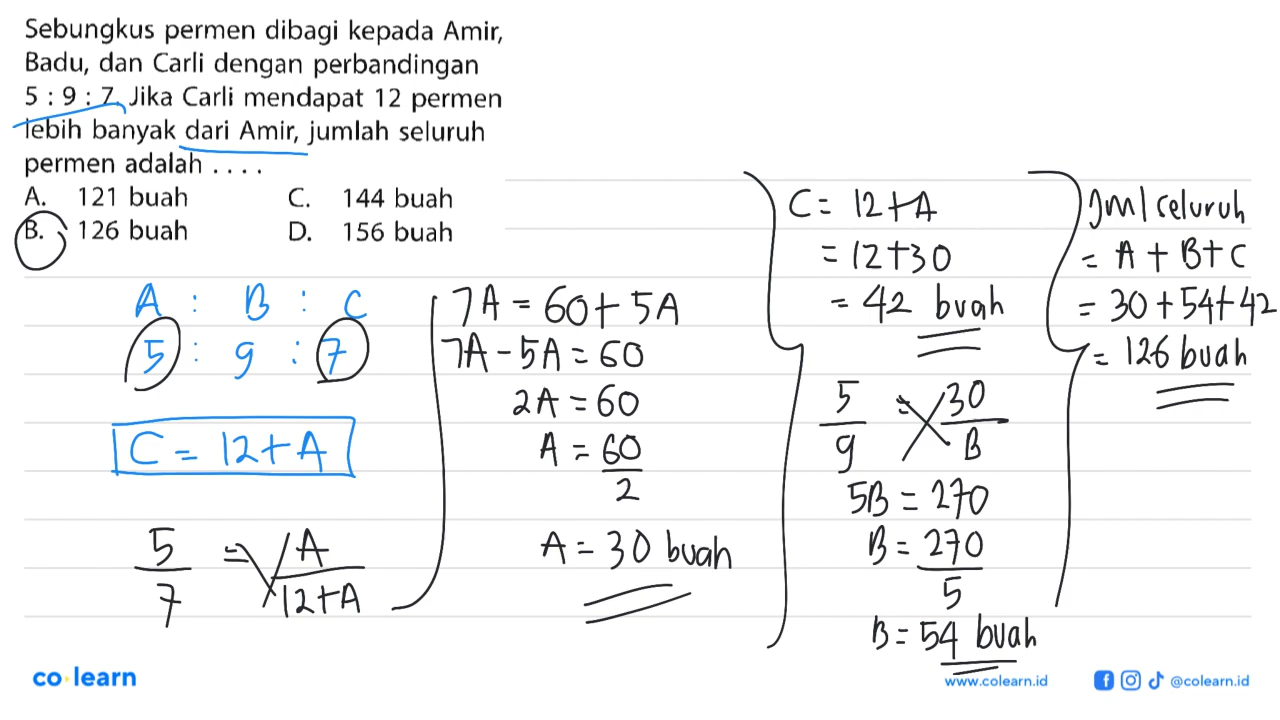 Sebungkus permen dibagi kepada Amir,
Badu, dan Carli dengan perbandingan
5 : 9 : 7. Jika Carli mendapat 12 permen
lebih banyak dari Amir, jumlah seluruh
permen adalah . . . .
A. 121 buah C. 144 buah
B. 126 buah D. 156 buah
A : B : C
5 : 9 : 7
C = 12 + A
5/7 = A/12+A
7A = 60 + 5A
7A - 5A = 60
2A = 60
A = 60/2
A = 30 buah
C = 12 + A
= 12 + 30
= 42 buah
5/9 = 30/B
5B = 270
B = 270/5
B = 54 buah
Jml seluruh
= A + B + C
= 30 + 54 + 42
= 126 buah
co learn
www.colearn.id
@colearn.id